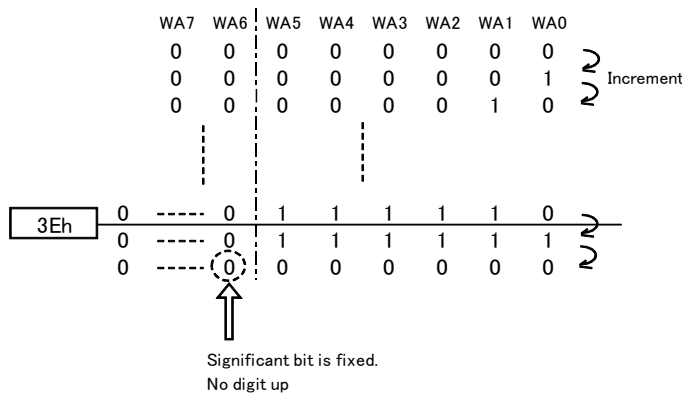 WA7 WA6 WA5 WA4 WA3 WA2 WA1 WA0
0 0 0 0 0 0 0 0
0 0 0 0 0 0 0 1 Increment
0 0 0 0 0 0 1 0
3Eh 0 ----- 0 1 1 1 1 1 0
0 ----- 0 1 1 1 1 1 1
0 ----- 0 0 0 0 0 0 0
Significant bit is fixed.
No digit up